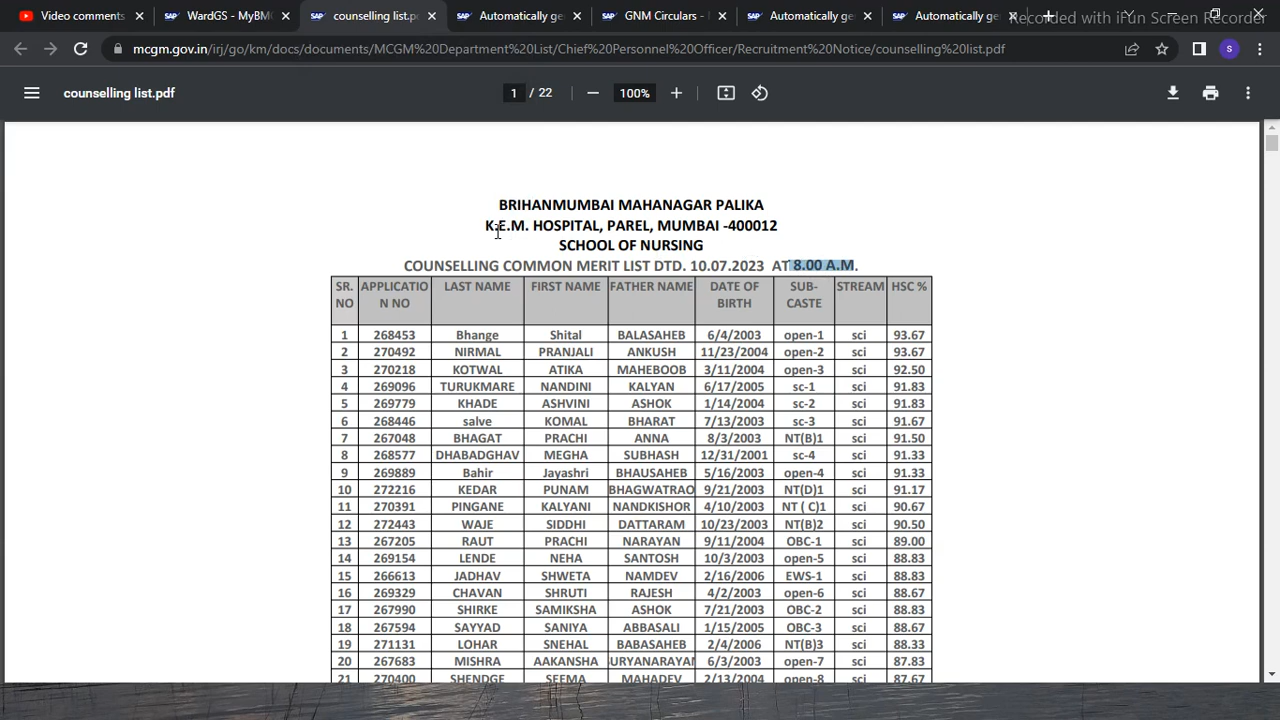 Video comments
WardGS - MyBM
counselling list.p
Automatically ge
GNM Circulars -
Automatically ge
Automatically ge
Recorded with iFun Screen Recorder
mcgm.gov.in/irj/go/km/docs/documents/MCGM%20Department%20List/Chief%20Personnel%20Officer/Recruitment%20Notice/counselling%20list.pdf
S
counselling list.pdf
1 / 22
100%
BRIHANMUMBAI MAHANAGAR PALIKA
K.E.M. HOSPITAL, PAREL, MUMBAI -400012
SCHOOL OF NURSING
COUNSELLING COMMON MERIT LIST DTD. 10.07.2023 AT 8.00 A.M.
SR. NO APPLICATIO N NO LAST NAME FIRST NAME FATHER NAME DATE OF BIRTH SUB- CASTE STREAM HSC %
1 268453 Bhange Shital BALASAHEB 6/4/2003 open-1 sci 93.67
2 270492 NIRMAL PRANJALI ANKUSH 11/23/2004 open-2 sci 93.67
3 270218 KOTWAL ATIKA MAHEBOOB 3/11/2004 open-3 sci 92.50
4 269096 TURUKMARE NANDINI KALYAN 6/17/2005 sc-1 sci 91.83
5 269779 KHADE ASHVINI ASHOK 1/14/2004 sc-2 sci 91.83
6 268446 salve KOMAL BHARAT 7/13/2003 sc-3 sci 91.67
7 267048 BHAGAT PRACHI ANNA 8/3/2003 NT(B)1 sci 91.50
8 268577 DHABADGHAV MEGHA SUBHASH 12/31/2001 sc-4 sci 91.33
9 269889 Bahir Jayashri BHAUSAHEB 5/16/2003 open-4 sci 91.33
10 272216 KEDAR PUNAM BHAGWATRAO 9/21/2003 NT(D)1 sci 91.17
11 270391 PINGANE KALYANI NANDKISHOR 4/10/2003 NT ( C)1 sci 90.67
12 272443 WAJE SIDDHI DATTARAM 10/23/2003 NT(B)2 sci 90.50
13 267205 RAUT PRACHI NARAYAN 9/11/2004 OBC-1 sci 89.00
14 269154 LENDE NEHA SANTOSH 10/3/2003 open-5 sci 88.83
15 266613 JADHAV SHWETA NAMDEV 2/16/2006 EWS-1 sci 88.83
16 269329 CHAVAN SHRUTI RAJESH 4/2/2003 open-6 sci 88.67
17 267990 SHIRKE SAMIKSHA ASHOK 7/21/2003 OBC-2 sci 88.83
18 267594 SAYYAD SANIYA ABBASALI 1/15/2005 OBC-3 sci 88.67
19 271131 LOHAR SNEHAL BABASAHEB 2/4/2006 NT(B)3 sci 88.33
20 267683 MISHRA AAKANSHA URYANARAYAN 6/3/2003 open-7 sci 87.83
21 270400 SHENDGE SEEMA MAHADEV 2/13/2004 open-8 sci 87.67